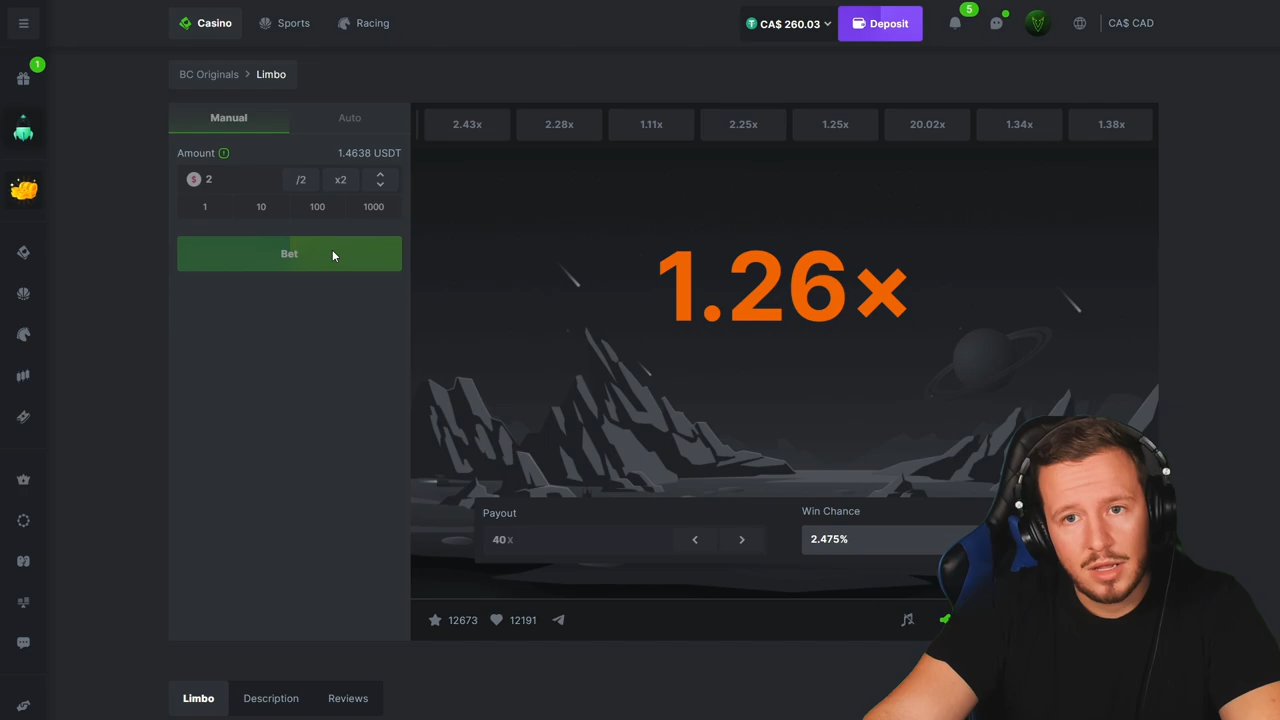 Casino
Sports
Racing
CA$ 260.03
Deposit
5
CA$ CAD
1
BC Originals > Limbo
Manual
Auto
2.43x
2.28x
1.11x
2.25x
1.25x
20.02x
1.34x
1.38x
Amount
1.4638 USDT
2
/2
x2
1
10
100
1000
Bet
1.26×
Payout
Win Chance
40x
2.475%
12673
12191
Limbo
Description
Reviews